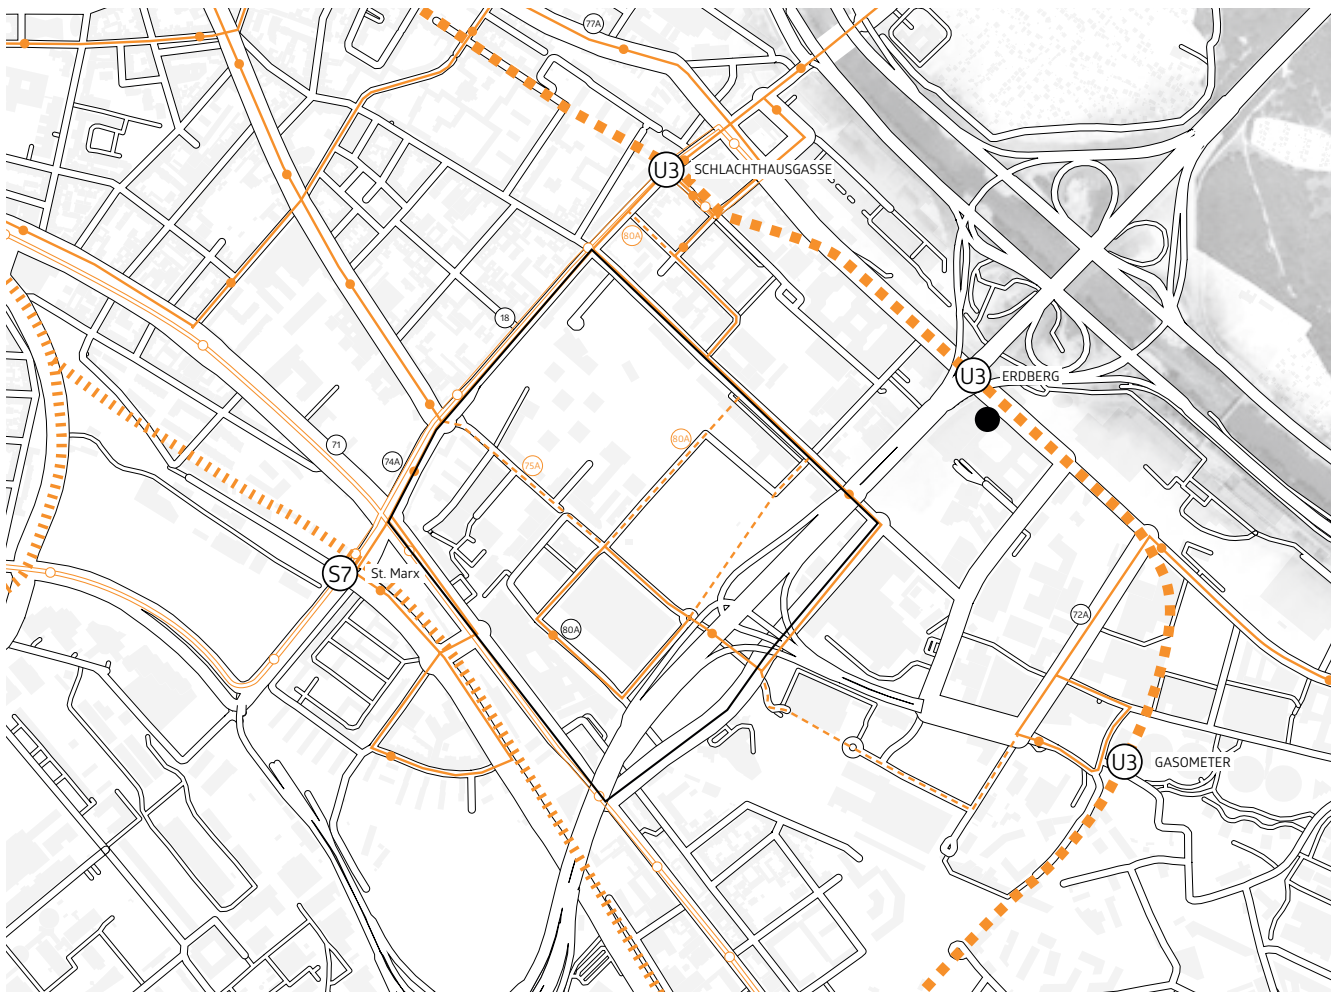 77A
U3 SCHLACHTHAUSGASSE
80A
18
U3 ERDBERG
71
74A
75A
80A
S7 St. Marx
72A
80A
U3 GASOMETER